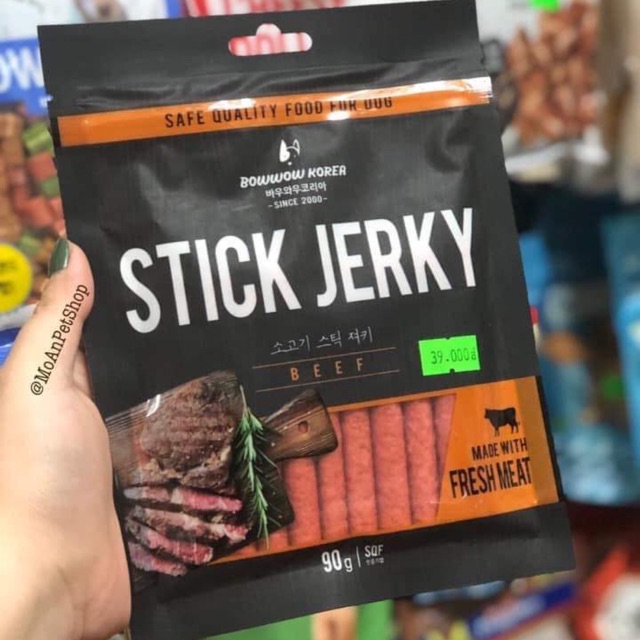 SAFE QUALITY FOOD FOR DOG
BOWWOW KOREA
바우와우코리아
-SINCE 2000-
STICK JERKY
소고기 스틱 져키
BEEF
39.000đ
@MoAnPetShop
MADE WITH
FRESH MEAT
90g | SQF
OW